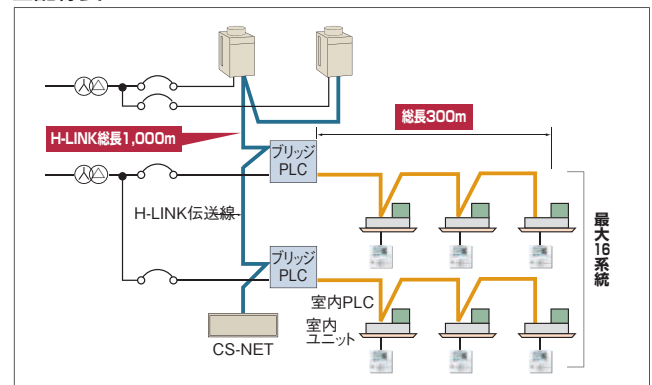 総長300m
H-LINK総長1,000m
ブリッジ
PLC
H-LINK伝送線
最大16系統
ブリッジ
PLC
室内PLC
室内
ユニット
CS-NET